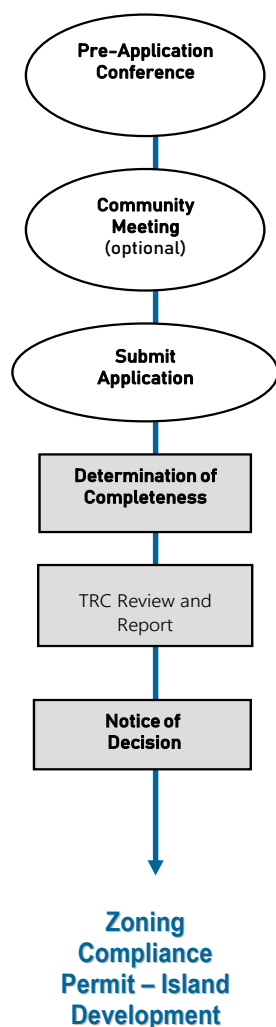 Pre-Application
Conference
Community
Meeting
(optional)
Submit
Application
Determination of
Completeness
TRC Review and
Report
Notice of
Decision
Zoning
Compliance
Permit – Island
Development